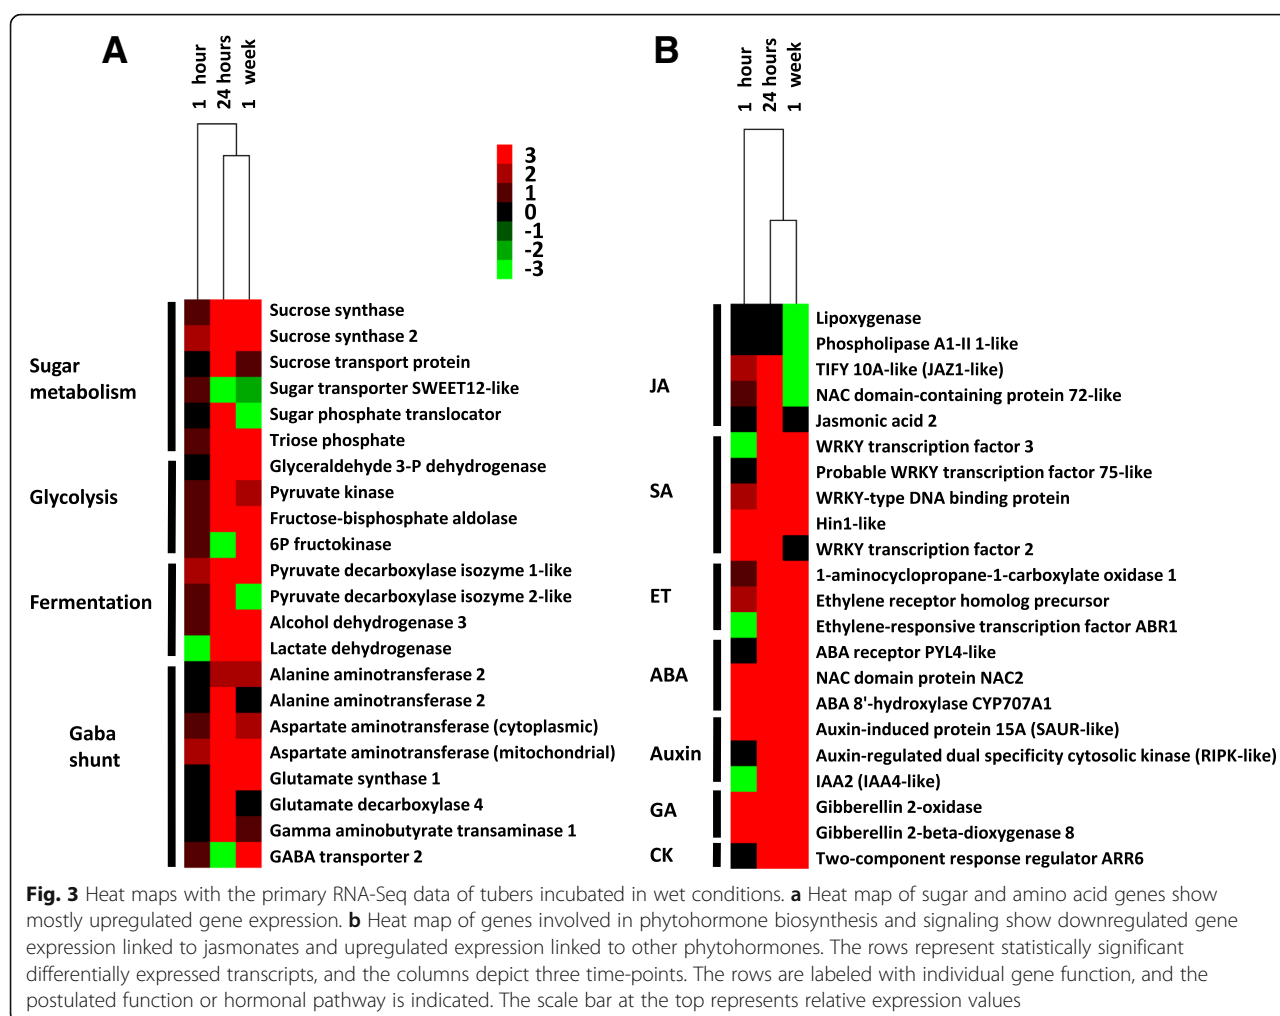 A
1 hour
24 hours
1 week
3
2
1
0
-1
-2
-3
Sugar
metabolism
Glycolysis
Fermentation
Gaba
shunt
Sucrose synthase
Sucrose synthase 2
Sucrose transport protein
Sugar transporter SWEET12-like
Sugar phosphate translocator
Triose phosphate
Glyceraldehyde 3-P dehydrogenase
Pyruvate kinase
Fructose-bisphosphate aldolase
6P fructokinase
Pyruvate decarboxylase isozyme 1-like
Pyruvate decarboxylase isozyme 2-like
Alcohol dehydrogenase 3
Lactate dehydrogenase
Alanine aminotransferase 2
Alanine aminotransferase 2
Aspartate aminotransferase (cytoplasmic)
Aspartate aminotransferase (mitochondrial)
Glutamate synthase 1
Glutamate decarboxylase 4
Gamma aminobutyrate transaminase 1
GABA transporter 2
B
1 hour
24 hours
1 week
JA
SA
ET
ABA
Auxin
GA
CK
Lipoxygenase
Phospholipase A1-II 1-like
TIFY 10A-like (JAZ1-like)
NAC domain-containing protein 72-like
Jasmonic acid 2
WRKY transcription factor 3
Probable WRKY transcription factor 75-like
WRKY-type DNA binding protein
Hin1-like
WRKY transcription factor 2
1-aminocyclopropane-1-carboxylate oxidase 1
Ethylene receptor homolog precursor
Ethylene-responsive transcription factor ABR1
ABA receptor PYL4-like
NAC domain protein NAC2
ABA 8'-hydroxylase CYP707A1
Auxin-induced protein 15A (SAUR-like)
Auxin-regulated dual specificity cytosolic kinase (RIPK-like)
IAA2 (IAA4-like)
Gibberellin 2-oxidase
Gibberellin 2-beta-dioxygenase 8
Two-component response regulator ARR6
Fig. 3 Heat maps with the primary RNA-Seq data of tubers incubated in wet conditions. a Heat map of sugar and amino acid genes show
mostly upregulated gene expression. b Heat map of genes involved in phytohormone biosynthesis and signaling show downregulated gene
expression linked to jasmonates and upregulated expression linked to other phytohormones. The rows represent statistically significant
differentially expressed transcripts, and the columns depict three time-points. The rows are labeled with individual gene function, and the
postulated function or hormonal pathway is indicated. The scale bar at the top represents relative expression values